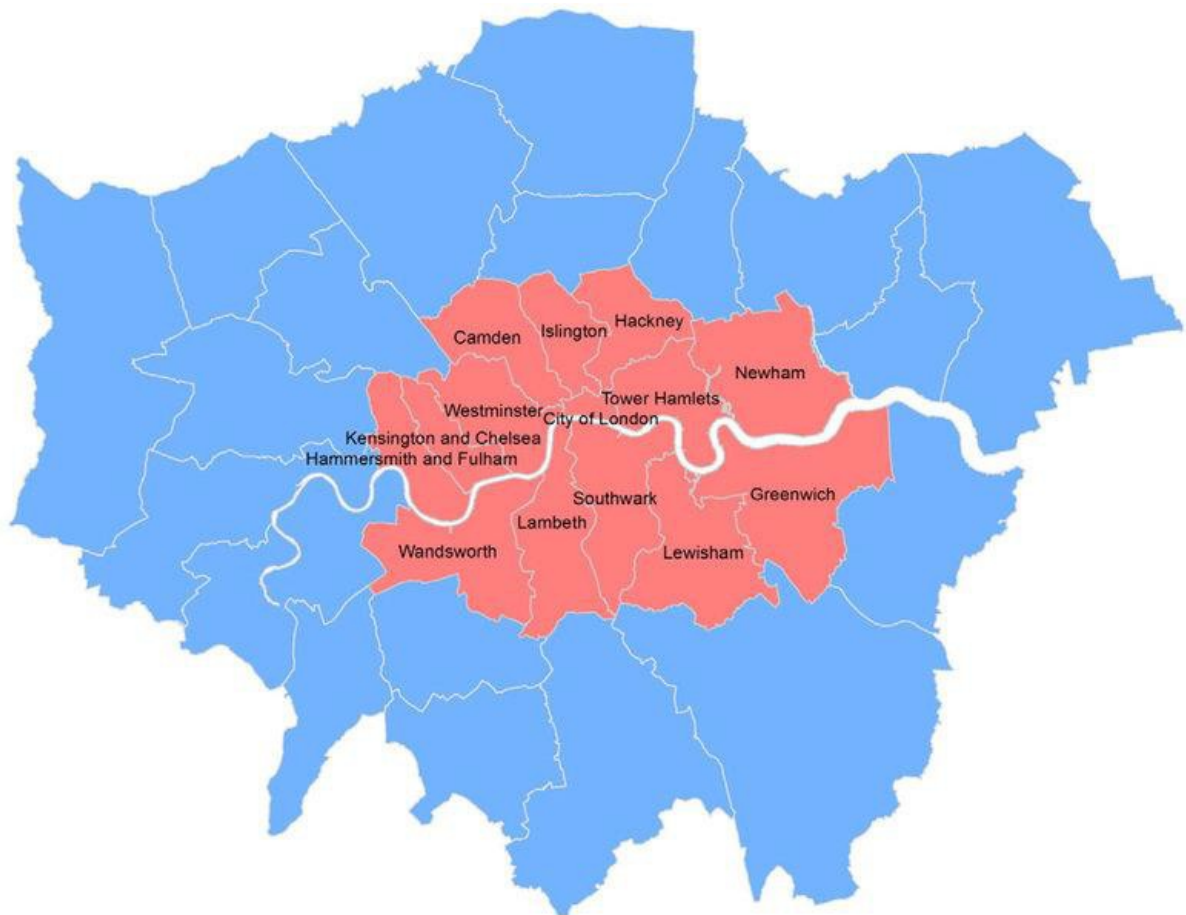 Hackney
Islington
Camden
Newham
Tower Hamlets
Westminster
City of London
Kensington and Chelsea
Hammersmith and Fulham
Southwark
Greenwich
Lambeth
Wandsworth
Lewisham